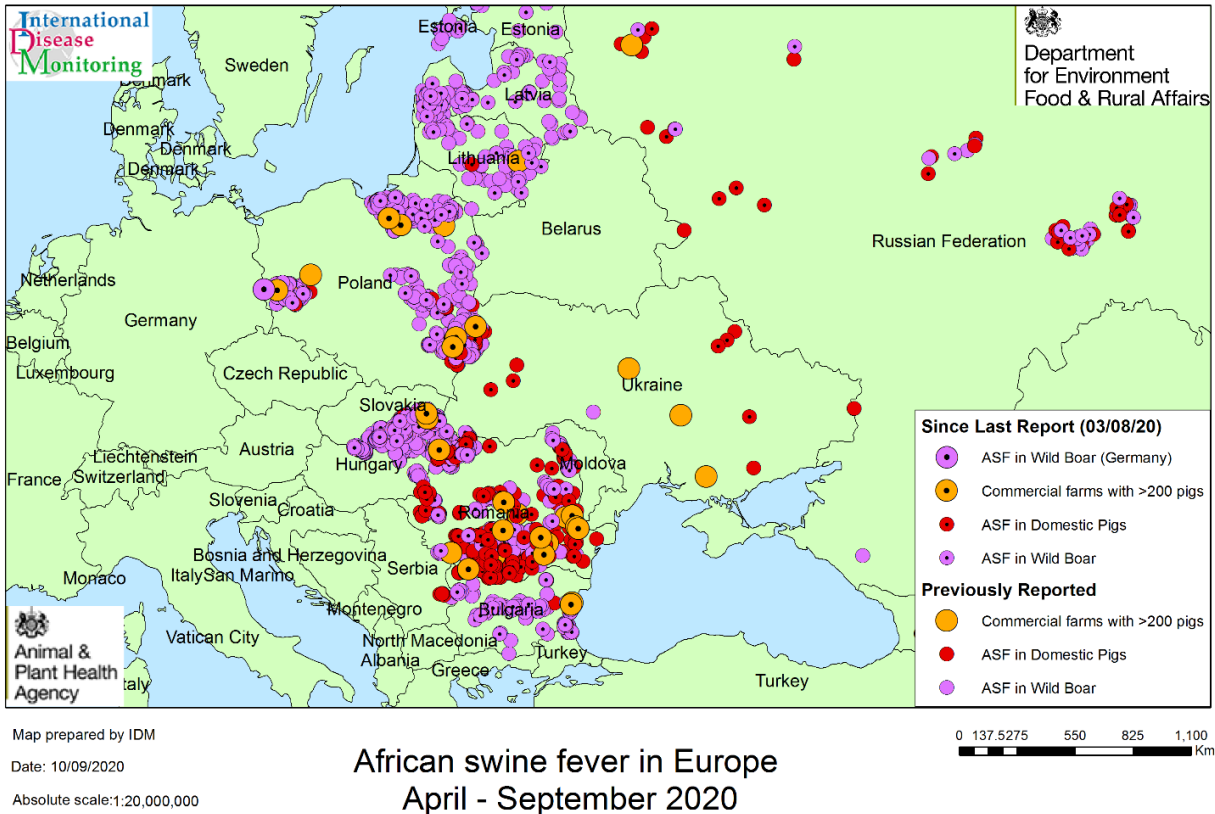 International
Disease
Monitoring
Department
for Environment
Food & Rural Affairs
Estonia
Estonia
Sweden
Denmark
Latvia
Denmark
Denmark
Lithuania
Denmark
Belarus
Russian Federation
Netherlands
Poland
Germany
Belgium
Luxembourg
Czech Republic
Ukraine
Slovakia
Austria
Liechtenstein
Hungary
Moldova
France
Switzerland
Slovenia
Croatia
Romania
Bosnia and Herzegovina
Serbia
Monaco
Italy
San Marino
Montenegro
Bulgaria
Vatican City
North Macedonia
Turkey
Albania
Greece
Turkey
Italy
Since Last Report (03/08/20)
ASF in Wild Boar (Germany)
Commercial farms with >200 pigs
ASF in Domestic Pigs
ASF in Wild Boar
Previously Reported
Commercial farms with >200 pigs
ASF in Domestic Pigs
ASF in Wild Boar
Animal &
Plant Health
Agency
Map prepared by IDM
Date: 10/09/2020
Absolute scale:1:20,000,000
African swine fever in Europe
April - September 2020
0 137.5275 550 825 1,100
Km